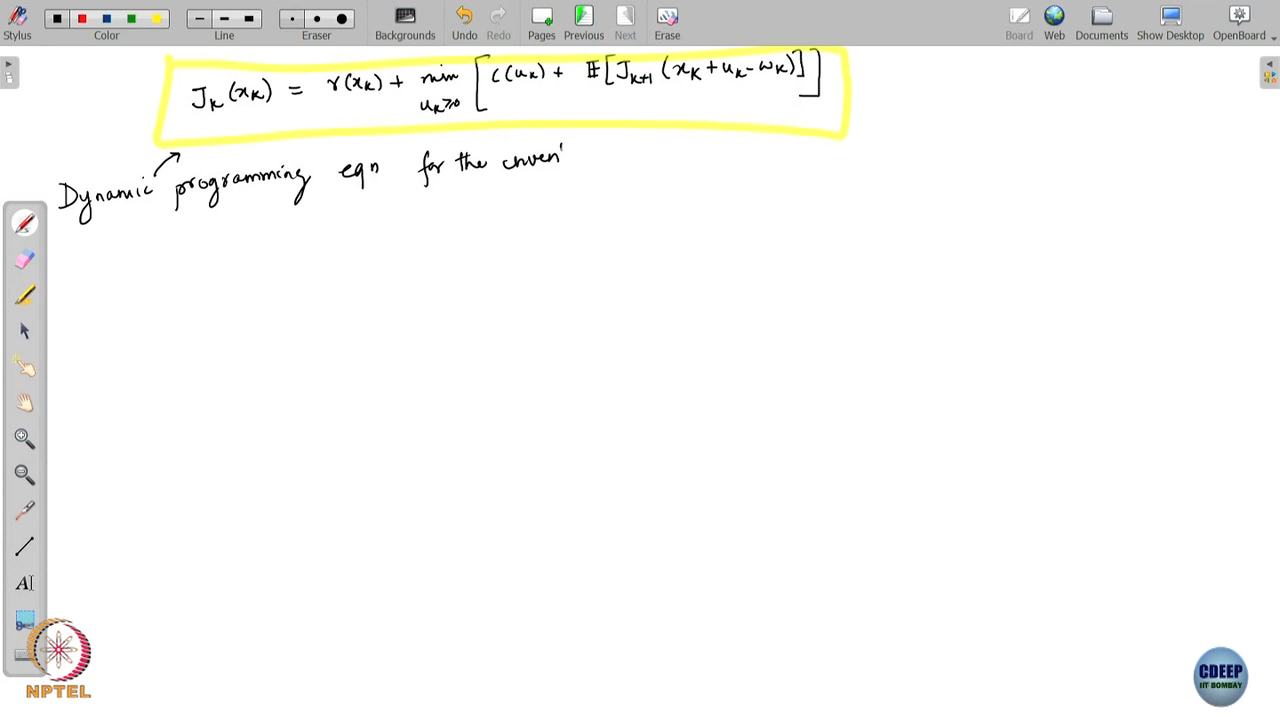 Stylus Color Line Eraser Backgrounds Undo Redo Pages Previous Next Erase Board Web Documents Show Desktop OpenBoard
J_k(x_k) = r(x_k) + min_{u_k≥0} [c(u_k) + 𝔼[J_{k+1}(x_k+u_k-w_k)]]
Dynamic programming eqn for the
NPTEL
CDEEP
IIT BOMBAY